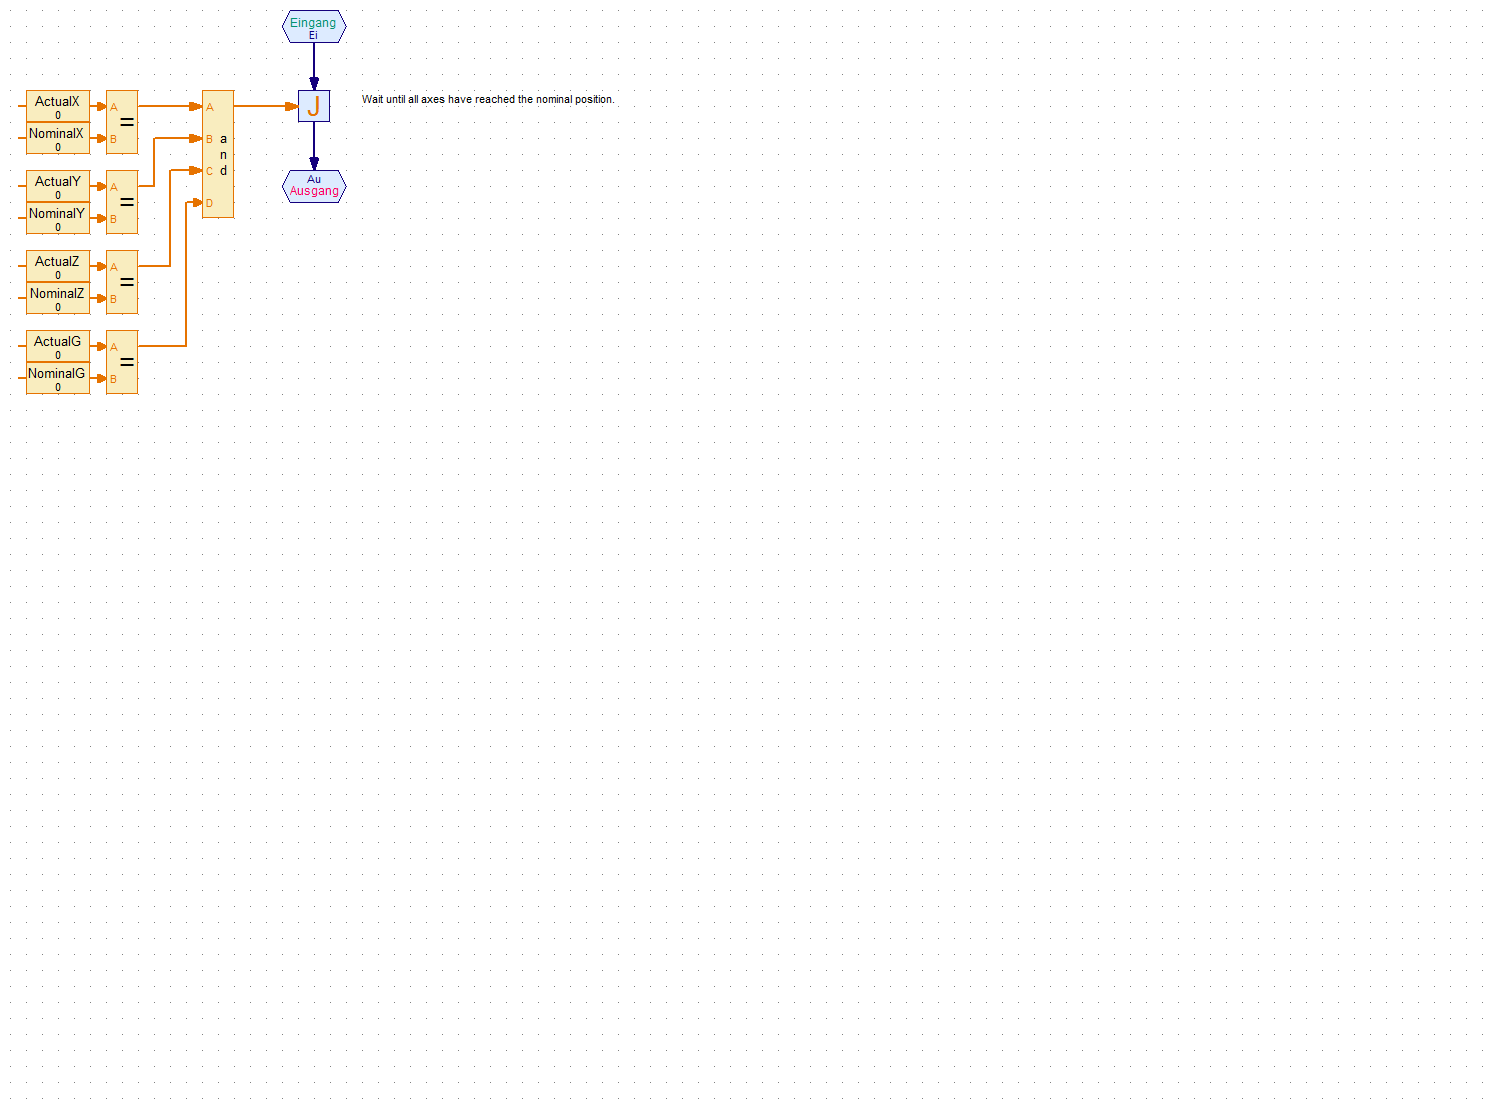 Eingang
Ei
ActualX
0
NominalX
0
A
=
B
A
B
C
D
a
n
d
J
Wait until all axes have reached the nominal position.
Au
Ausgang
ActualY
0
NominalY
0
A
=
B
ActualZ
0
NominalZ
0
A
=
B
ActualG
0
NominalG
0
A
=
B